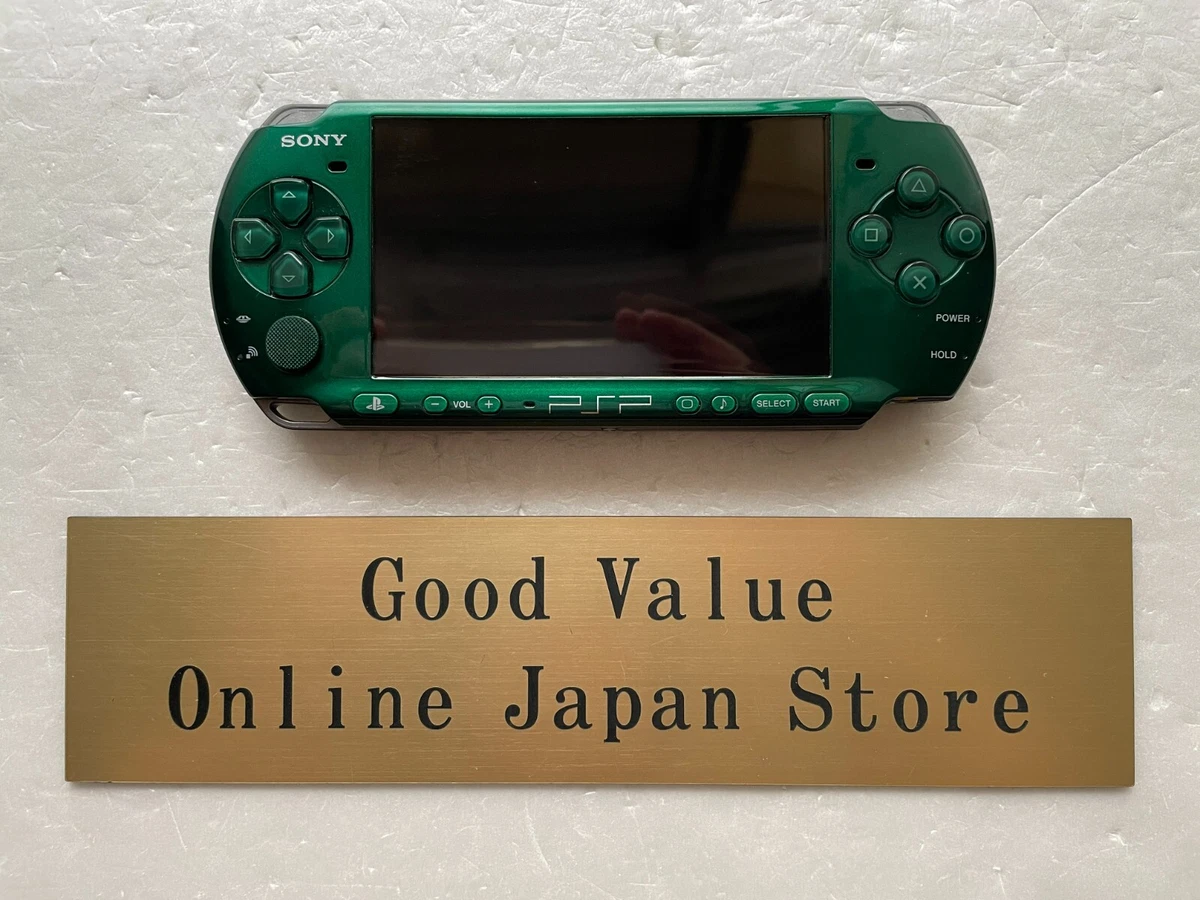 SONY
POWER
HOLD
VOL
PSP
SELECT
START
Good Value
Online Japan Store